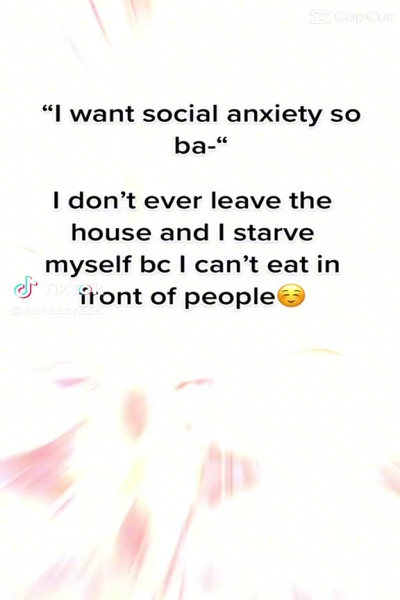 CapCut
“I want social anxiety so
ba-“
I don’t ever leave the
house and I starve
myself bc I can’t eat in
front of people☺️
TikTok